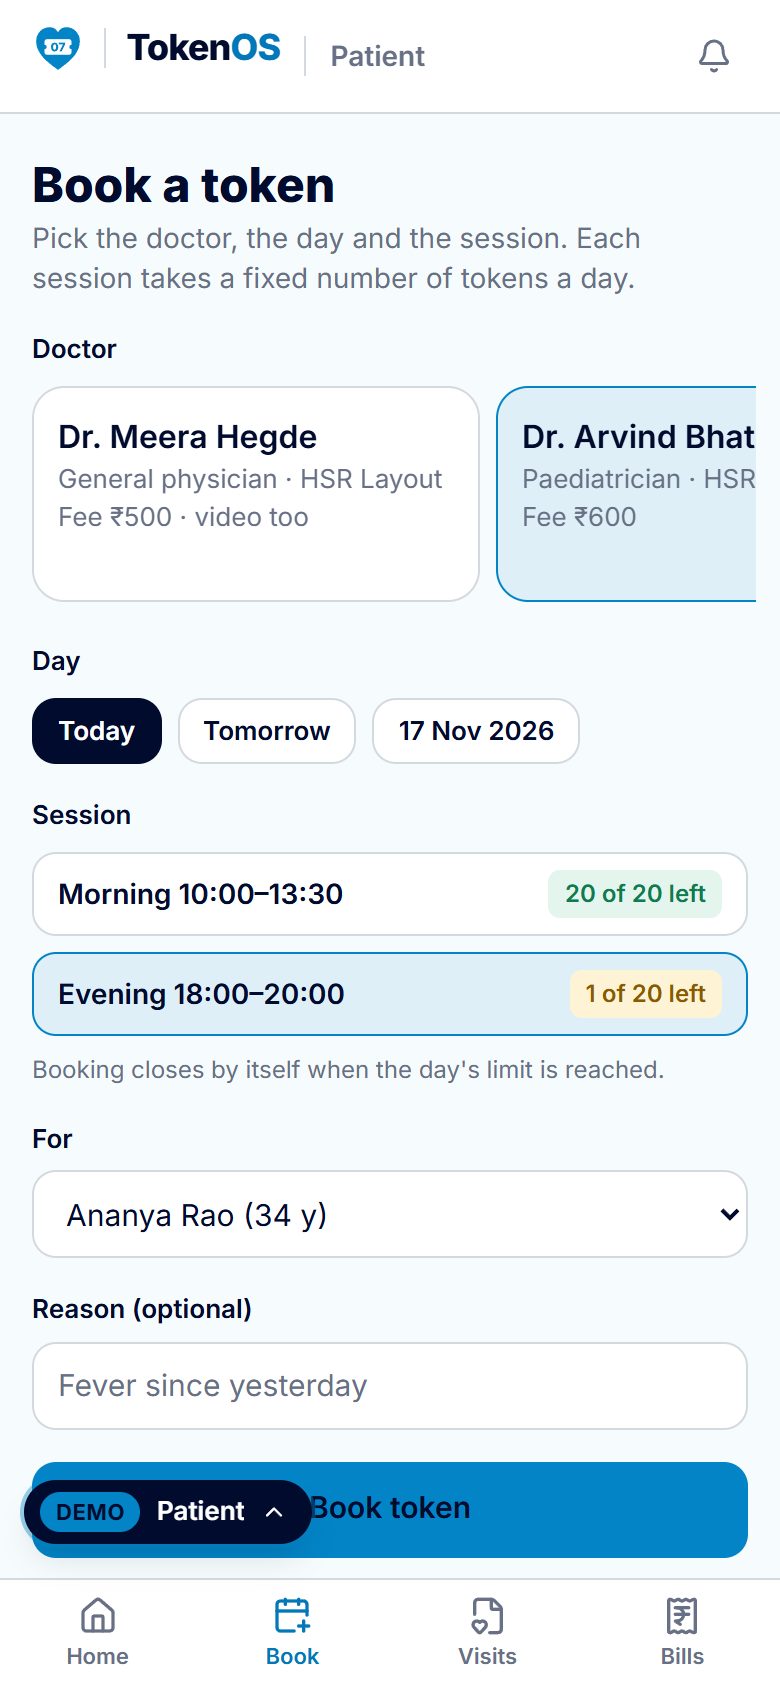 07
TokenOS
Patient
Book a token
Pick the doctor, the day and the session. Each
session takes a fixed number of tokens a day.
Doctor
Dr. Meera Hegde
General physician · HSR Layout
Fee ₹500 · video too
Dr. Arvind Bhat
Paediatrician · HSR
Fee ₹600
Day
Today
Tomorrow
17 Nov 2026
Session
Morning 10:00–13:30
20 of 20 left
Evening 18:00–20:00
1 of 20 left
Booking closes by itself when the day's limit is reached.
For
Ananya Rao (34 y)
Reason (optional)
Fever since yesterday
Book token
DEMO Patient
Home
Book
Visits
Bills